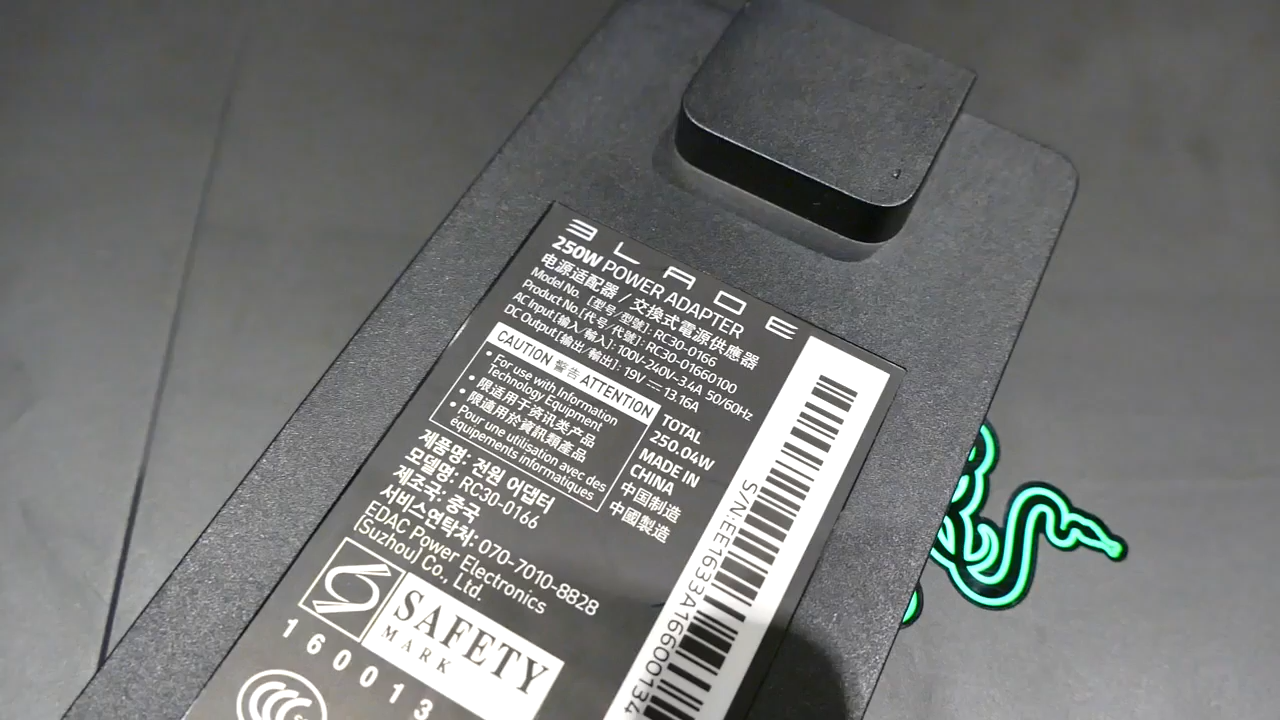 BLADE
250W POWER ADAPTER
电源适配器 / 交換式電源供應器
Model No. [型号/型號]: RC30-0166
Product No.[代号/代號]: RC30-01660100
AC Input[输入/輸入]: 100V-240V~3.4A 50/60Hz
DC Output[输出/輸出]: 19V ⎓ 13.16A
CAUTION 警告 ATTENTION
• For use with Information
Technology Equipment
• 限适用于资讯类产品
• 限適用於資訊類產品
• Pour une utilisation avec des
équipements informatiques
TOTAL
250.04W
MADE IN
CHINA
中国制造
中國製造
제품명: 전원 어댑터
모델명: RC30-0166
제조국: 중국
서비스연락처: 070-7010-8828
EDAC Power Electronics
(Suzhou) Co., Ltd.
SAFETY
MARK
160013
S/N:EE1633A16600134